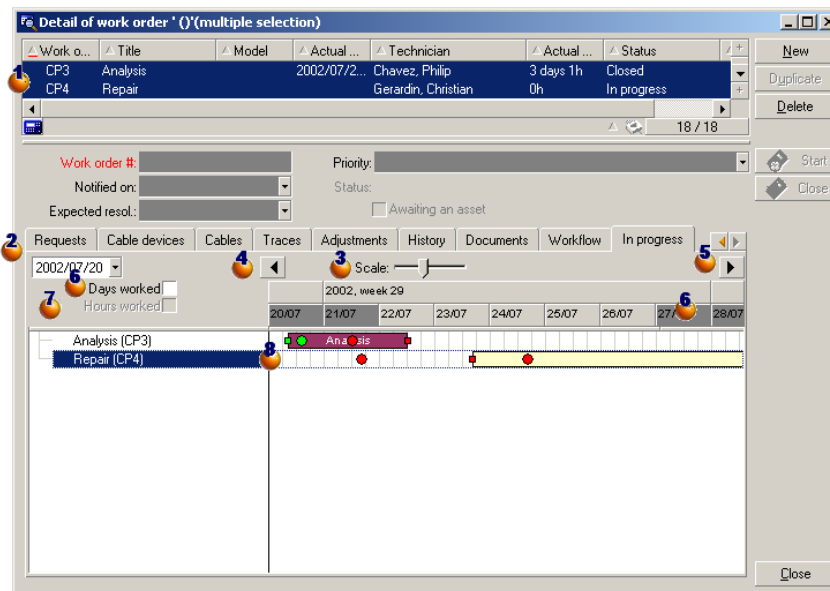 Detail of work order ' ()'(multiple selection)
Work o... Title Model Actual ... Technician Actual ... Status
1
CP3 Analysis 2002/07/2... Chavez, Philip 3 days 1h Closed
CP4 Repair Gerardin, Christian 0h In progress
18 / 18
New
Duplicate
Delete
Start
Close
Work order #: Priority:
Notified on: Status:
Expected resol.: Awaiting an asset
2
Requests Cable devices Cables Traces Adjustments History Documents Workflow In progress
2002/07/20 4 3 Scale: 5
6
Days worked 2002, week 29
7 Hours worked 6
20/07 21/07 22/07 23/07 24/07 25/07 26/07 27/ 28/07
Analysis (CP3) Analysis
Repair (CP4) 8
Close